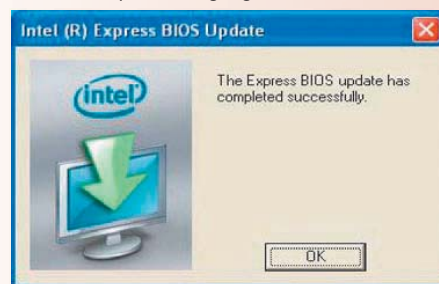 Intel (R) Express BIOS Update
intel
The Express BIOS update has
completed successfully.
OK